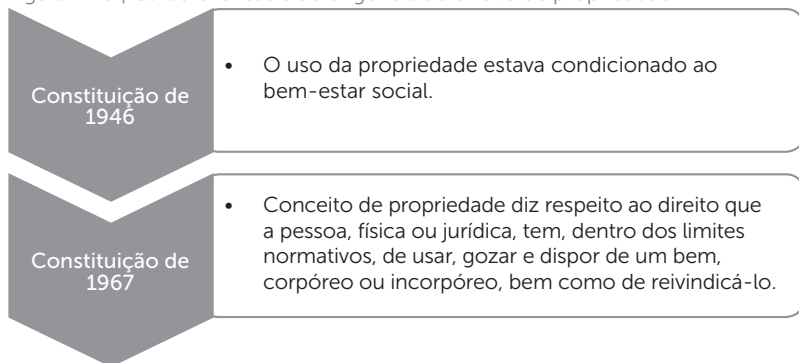 Constituição de
1946
• O uso da propriedade estava condicionado ao
bem-estar social.
Constituição de
1967
• Conceito de propriedade diz respeito ao direito que
a pessoa, física ou jurídica, tem, dentro dos limites
normativos, de usar, gozar e dispor de um bem,
corpóreo ou incorpóreo, bem como de reivindicá-lo.